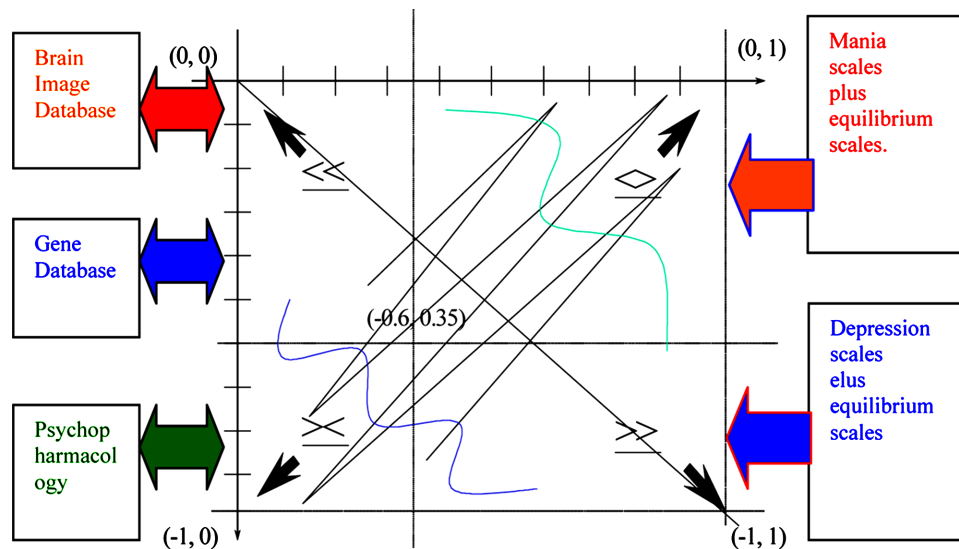 Brain
Image
Database
Gene
Database
Psychop
harmacol
ogy
(0, 0)
(0, 1)
<<
<>
(-0.6, 0.35)
><
>>
(-1, 0)
(-1, 1)
Mania
scales
plus
equilibrium
scales.
Depression
scales
elus
equilibrium
scales